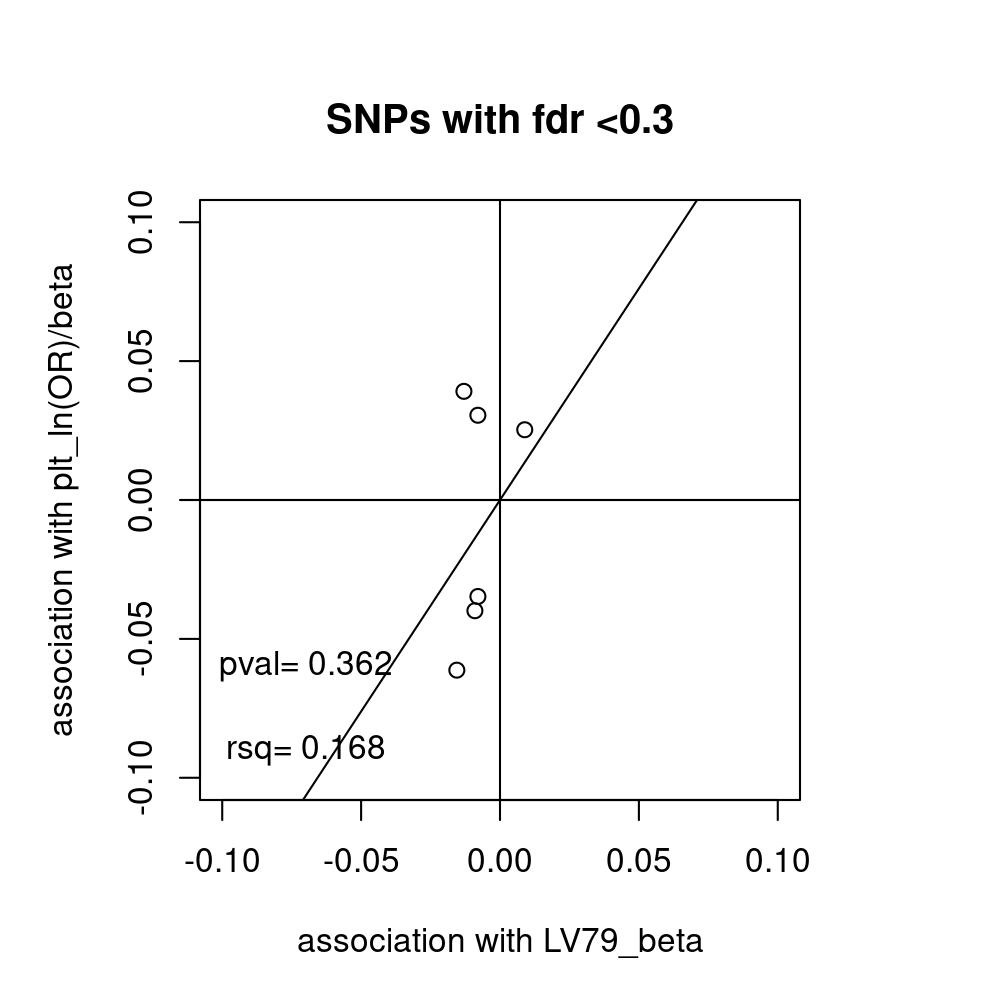 SNPs with fdr <0.3
association with plt_ln(OR)/beta
0.10
0.05
0.00
-0.05
-0.10
pval= 0.362
rsq= 0.168
-0.10 -0.05 0.00 0.05 0.10
association with LV79_beta